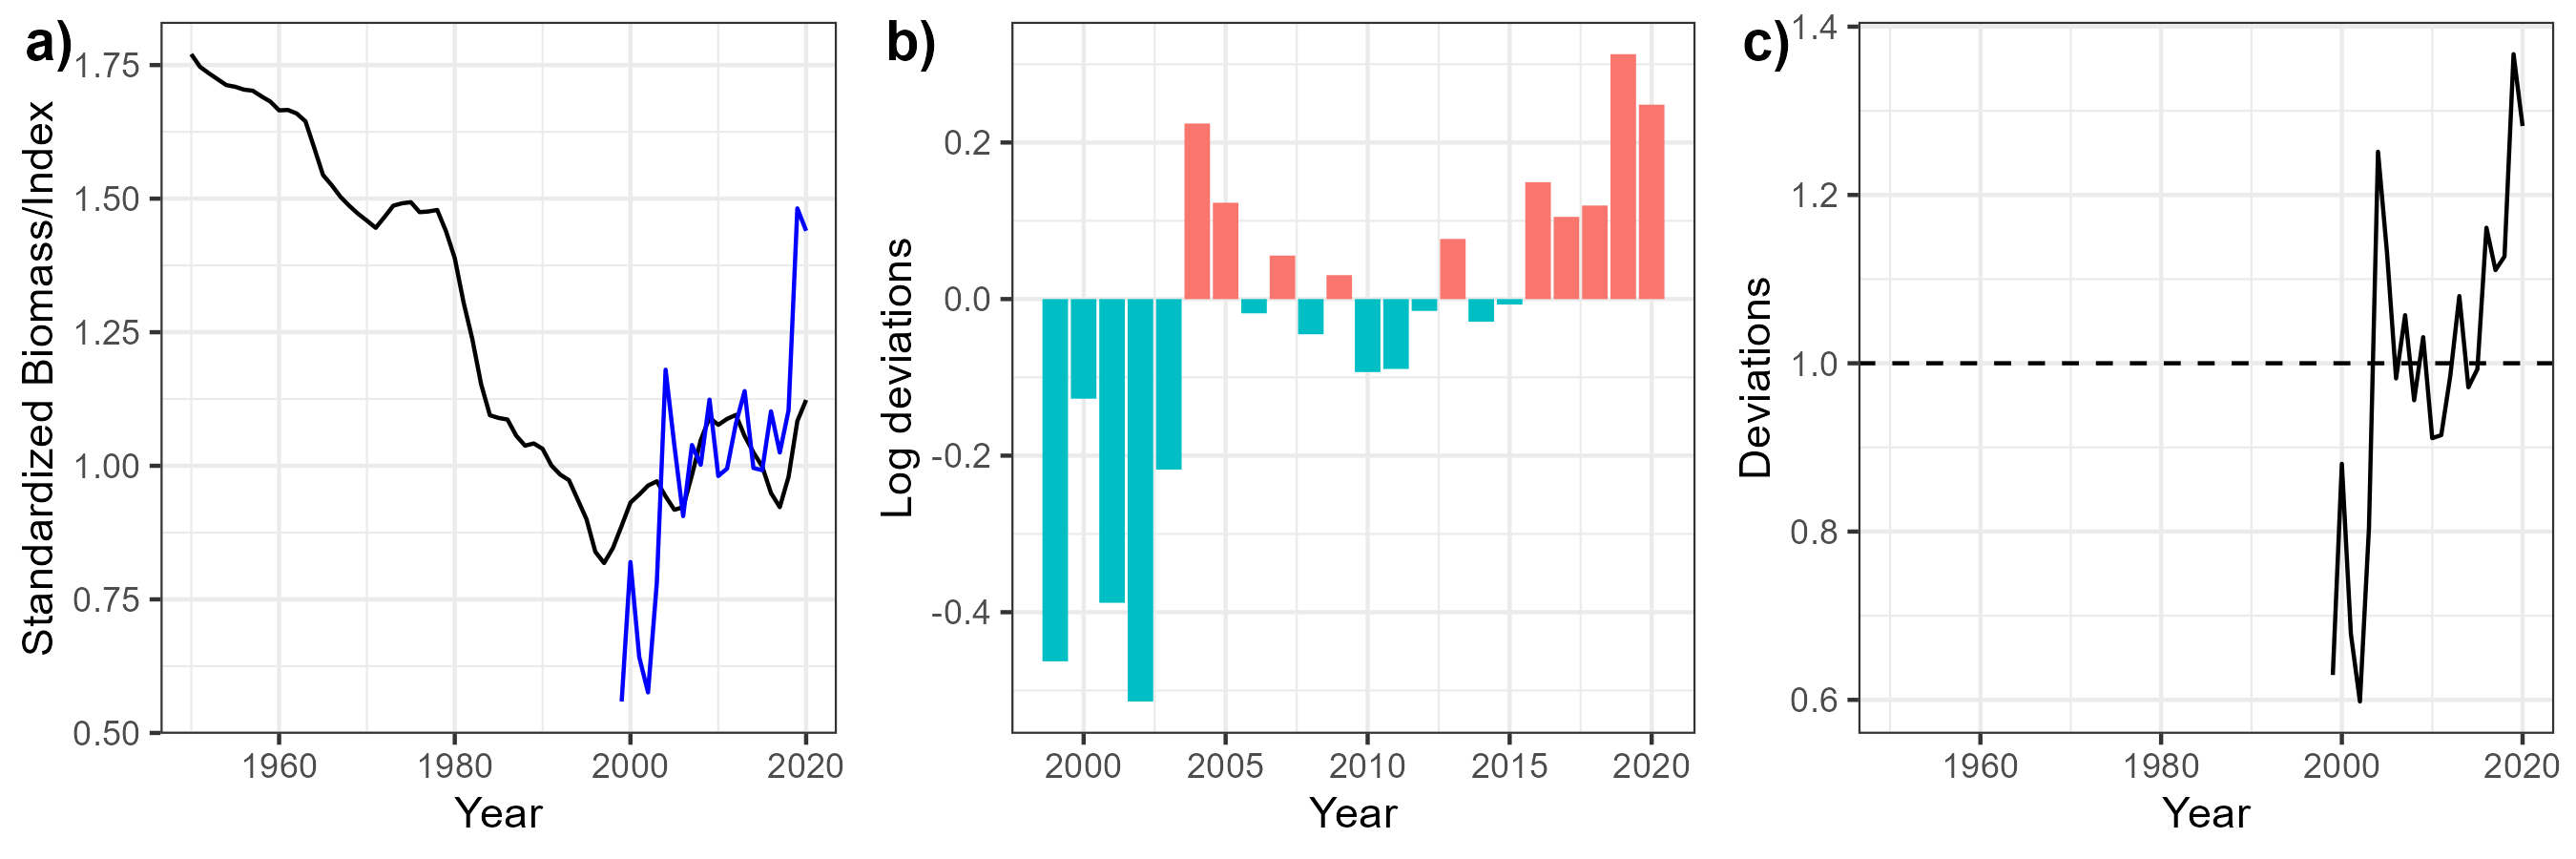 a)
Standardized Biomass/Index
1.75
1.50
1.25
1.00
0.75
0.50
1960 1980 2000 2020
Year
b)
Log deviations
0.2
0.0
-0.2
-0.4
2000 2005 2010 2015 2020
Year
c)
Deviations
1.4
1.2
1.0
0.8
0.6
1960 1980 2000 2020
Year